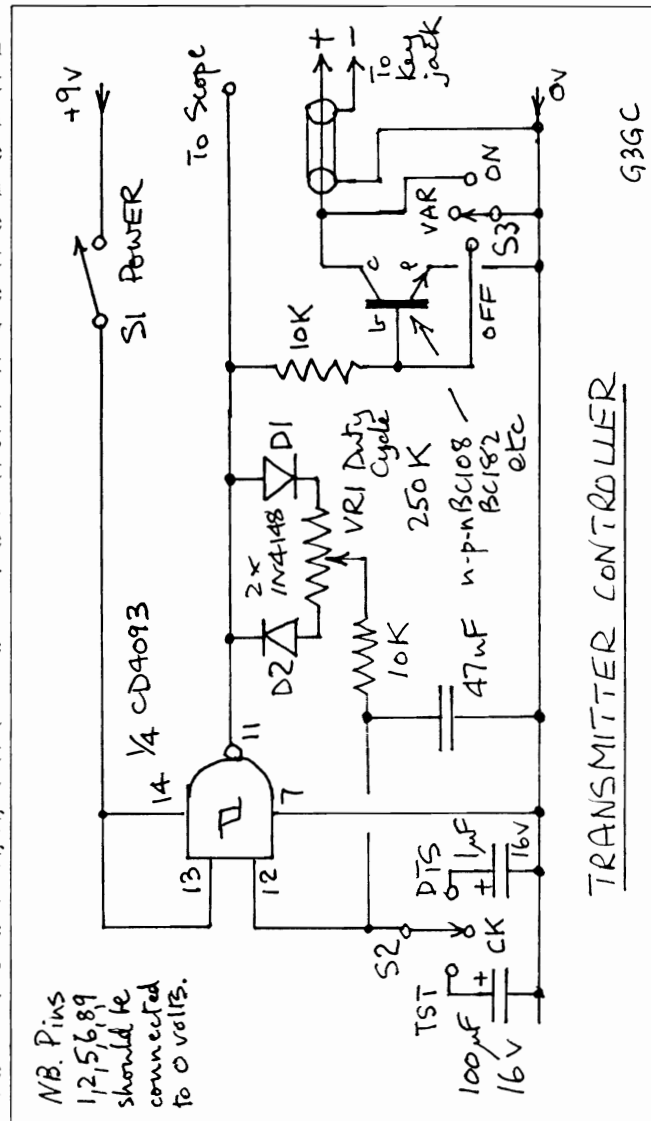 NB. Pins
1,2,5,6,8,9
should be
connected
to 0 volts.
S1 POWER
+9V
14
1/4 CD4093
13
12
11
7
To Scope
2x
1N4148
D2
D1
VR1 Duty
Cycle
250K
10K
10K
47nF
n-p-n BC108
BC182
etc
b
c
e
OFF
VAR
ON
S3
+
−
To
Key
jack
0V
S2
TST
DTS
CK
100µF
16V
+
1µF
16V
+
TRANSMITTER CONTROLLER
G3GC